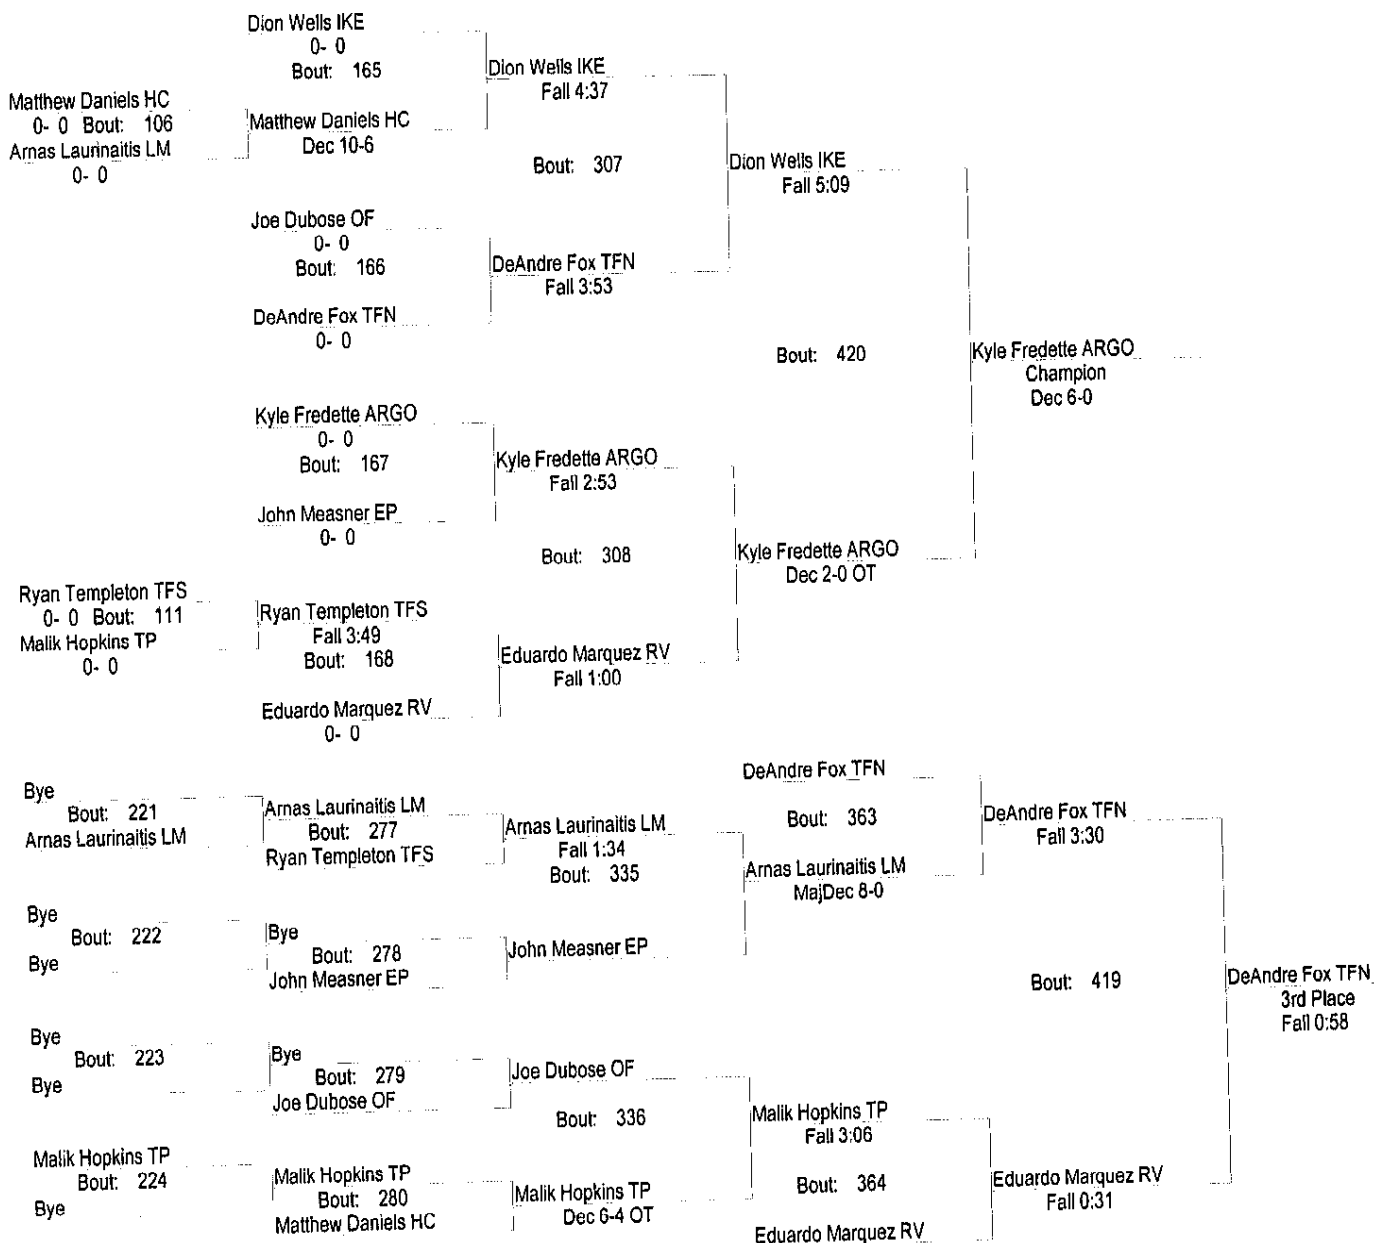 Dion Wells IKE
0- 0
Bout: 165
Dion Wells IKE
Fall 4:37
Matthew Daniels HC
0- 0 Bout: 106
Arnas Laurinaitis LM
0- 0
Matthew Daniels HC
Dec 10-6
Bout: 307
Dion Wells IKE
Fall 5:09
Joe Dubose OF
0- 0
Bout: 166
DeAndre Fox TFN
Fall 3:53
DeAndre Fox TFN
0- 0
Bout: 420
Kyle Fredette ARGO
Champion
Dec 6-0
Kyle Fredette ARGO
0- 0
Bout: 167
Kyle Fredette ARGO
Fall 2:53
John Measner EP
0- 0
Bout: 308
Kyle Fredette ARGO
Dec 2-0 OT
Ryan Templeton TFS
0- 0 Bout: 111
Malik Hopkins TP
0- 0
Ryan Templeton TFS
Fall 3:49
Bout: 168
Eduardo Marquez RV
Fall 1:00
Eduardo Marquez RV
0- 0
Bye
Bout: 221
Arnas Laurinaitis LM
Arnas Laurinaitis LM
Bout: 277
Ryan Templeton TFS
Arnas Laurinaitis LM
Fall 1:34
Bout: 335
DeAndre Fox TFN
Bout: 363
Arnas Laurinaitis LM
MajDec 8-0
DeAndre Fox TFN
Fall 3:30
Bye
Bout: 222
Bye
Bye
Bout: 278
John Measner EP
John Measner EP
Bout: 419
DeAndre Fox TFN
3rd Place
Fall 0:58
Bye
Bout: 223
Bye
Bye
Bout: 279
Joe Dubose OF
Joe Dubose OF
Bout: 336
Malik Hopkins TP
Fall 3:06
Malik Hopkins TP
Bout: 224
Bye
Malik Hopkins TP
Bout: 280
Matthew Daniels HC
Malik Hopkins TP
Dec 6-4 OT
Bout: 364
Eduardo Marquez RV
Eduardo Marquez RV
Fall 0:31